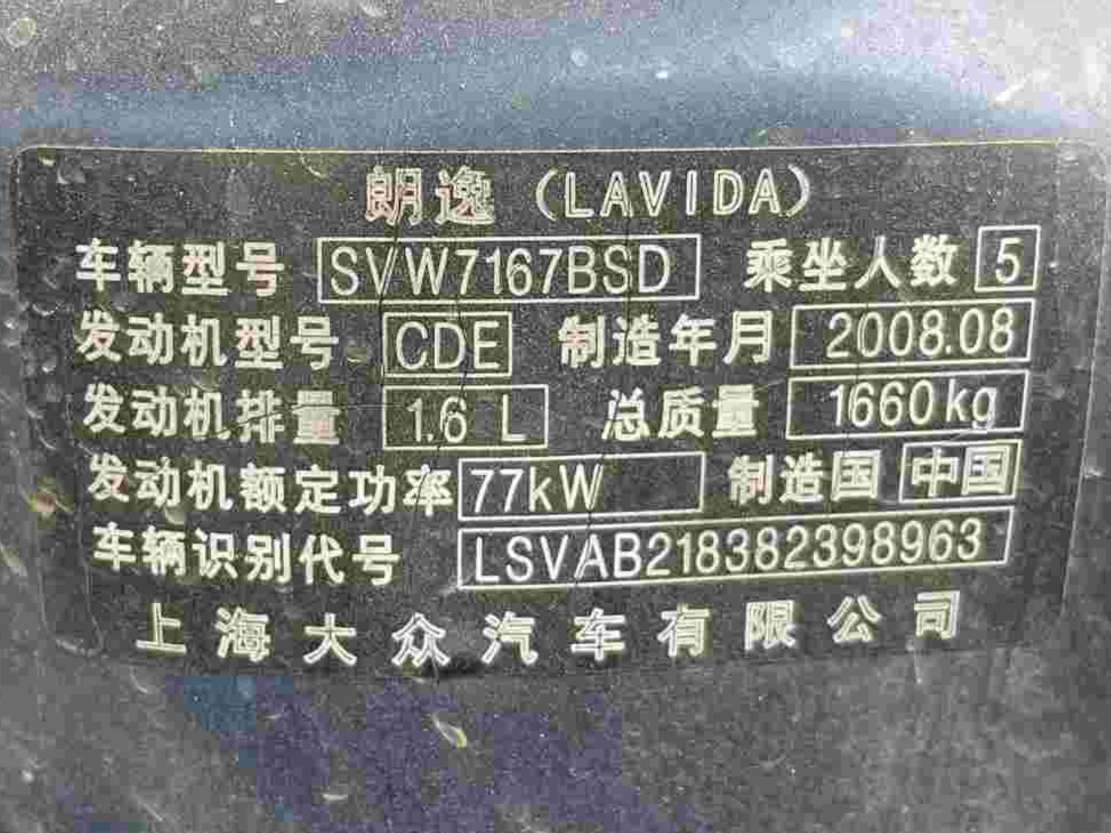 朗逸（LAVIDA）
车辆型号 SVW7167BSD 乘坐人数 5
发动机型号 CDE 制造年月 2008.08
发动机排量 1.6 L 总质量 1660kg
发动机额定功率 77kW 制造国 中国
车辆识别代号 LSVAB218382398963
上海大众汽车有限公司